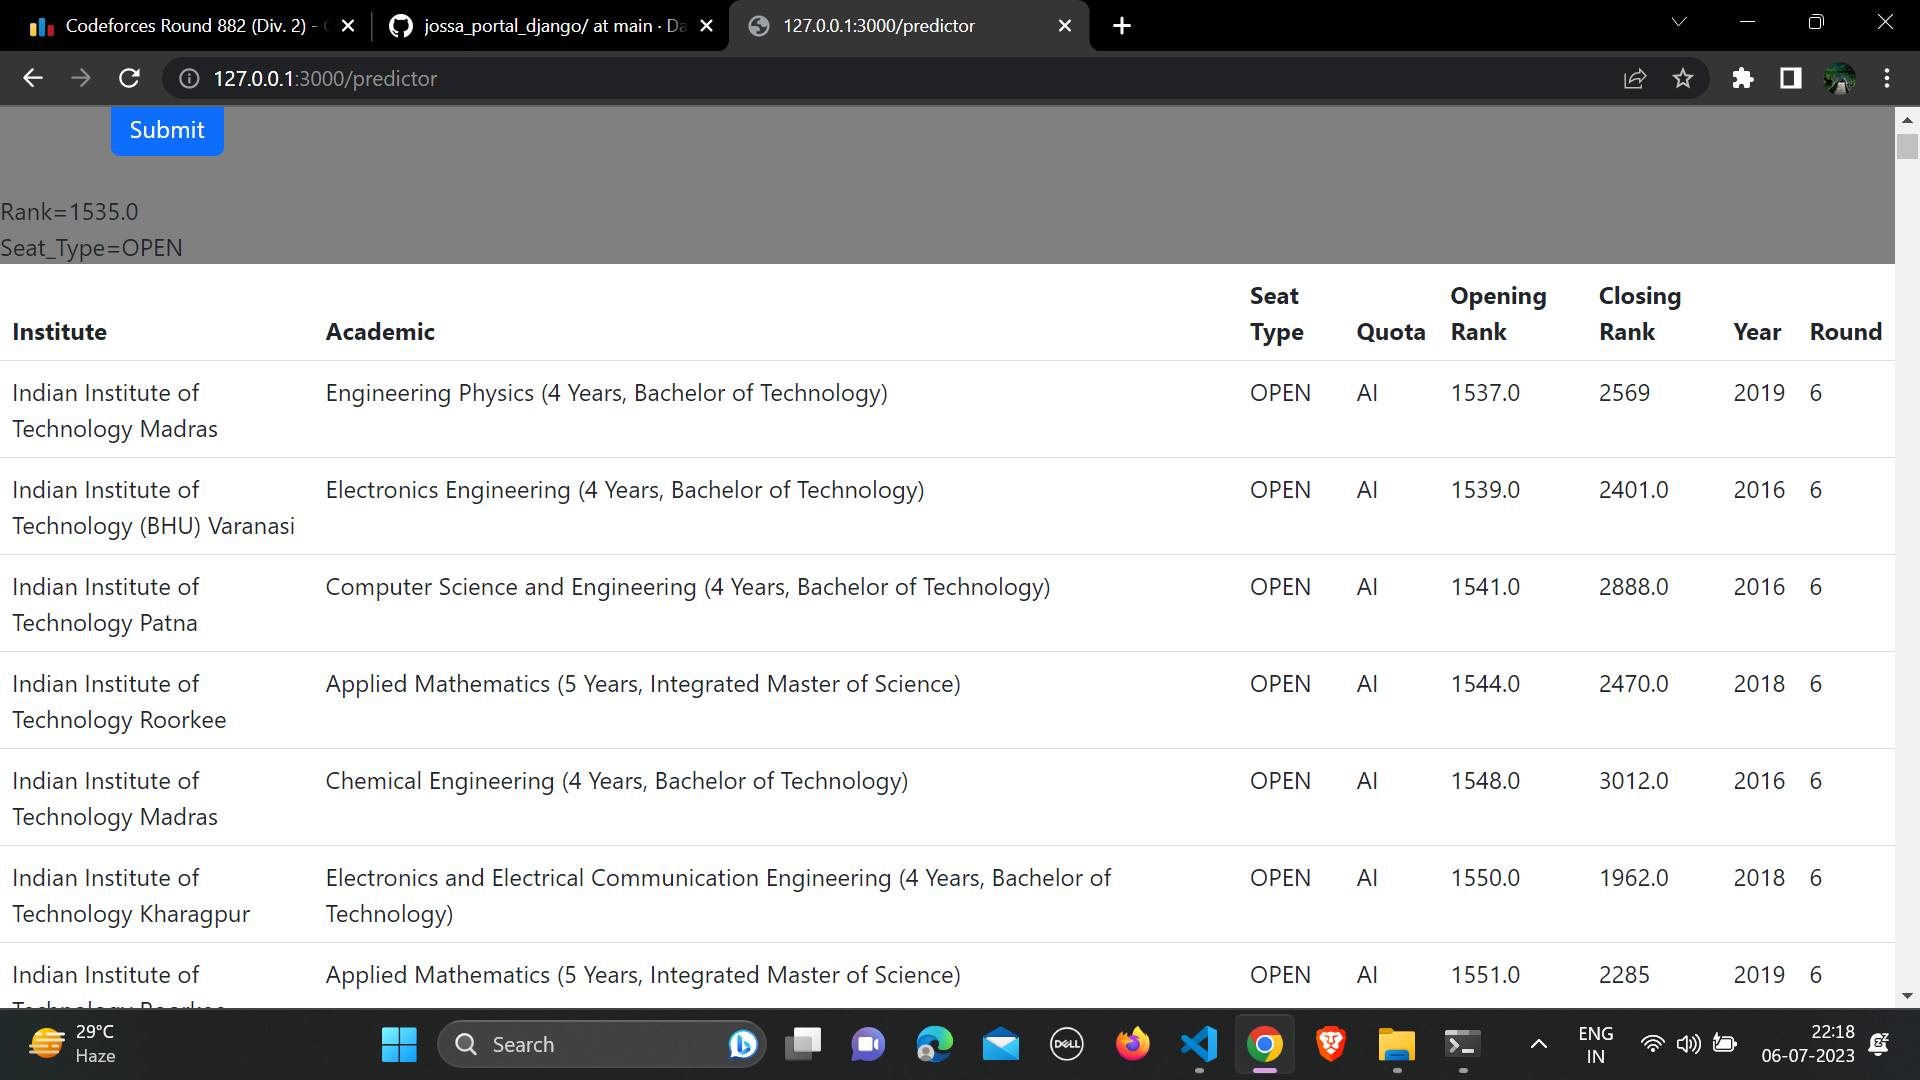 Codeforces Round 882 (Div. 2) -
jossa_portal_django/ at main · Da
127.0.0.1:3000/predictor
127.0.0.1:3000/predictor
Submit
Rank=1535.0
Seat_Type=OPEN
Institute Academic Seat Type Quota Opening Rank Closing Rank Year Round
Indian Institute of Engineering Physics (4 Years, Bachelor of Technology) OPEN AI 1537.0 2569 2019 6
Technology Madras
Indian Institute of Electronics Engineering (4 Years, Bachelor of Technology) OPEN AI 1539.0 2401.0 2016 6
Technology (BHU) Varanasi
Indian Institute of Computer Science and Engineering (4 Years, Bachelor of Technology) OPEN AI 1541.0 2888.0 2016 6
Technology Patna
Indian Institute of Applied Mathematics (5 Years, Integrated Master of Science) OPEN AI 1544.0 2470.0 2018 6
Technology Roorkee
Indian Institute of Chemical Engineering (4 Years, Bachelor of Technology) OPEN AI 1548.0 3012.0 2016 6
Technology Madras
Indian Institute of Electronics and Electrical Communication Engineering (4 Years, Bachelor of OPEN AI 1550.0 1962.0 2018 6
Technology Kharagpur Technology)
Indian Institute of Applied Mathematics (5 Years, Integrated Master of Science) OPEN AI 1551.0 2285 2019 6
Technology Roorkee
29°C
Haze
Search
DELL
ENG
IN
22:18
06-07-2023